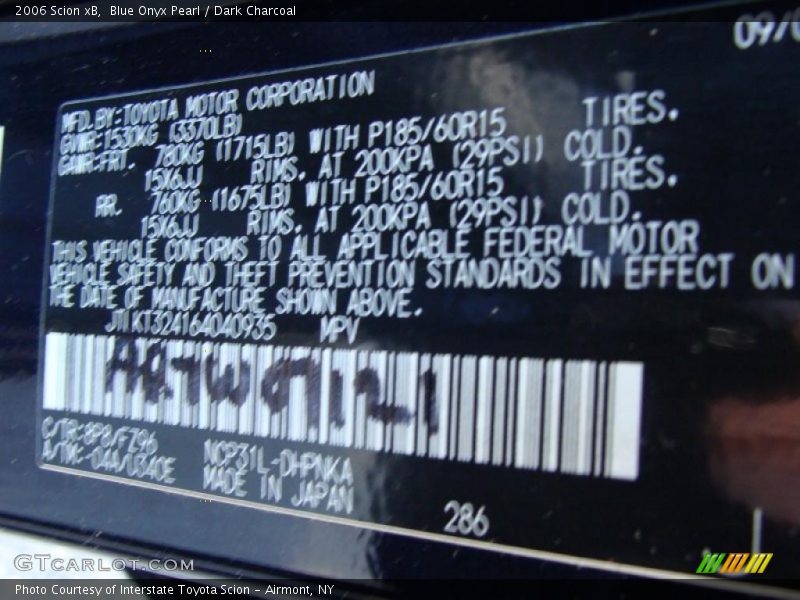 2006 Scion xB,  Blue Onyx Pearl / Dark Charcoal
09/0
MFD.BY:TOYOTA MOTOR CORPORATION
GVWR:1530KG (3370LB)
GAWR:FRT. 780KG (1715LB) WITH P185/60R15 TIRES.
15X6JJ RIMS. AT 200KPA (29PSI) COLD.
RR. 760KG (1675LB) WITH P185/60R15 TIRES.
15X6JJ RIMS. AT 200KPA (29PSI) COLD.
THIS VEHICLE CONFORMS TO ALL APPLICABLE FEDERAL MOTOR
VEHICLE SAFETY AND THEFT PREVENTION STANDARDS IN EFFECT ON
THE DATE OF MANUFACTURE SHOWN ABOVE.
JTLKT324164040935 MPV
C/TR:8P8/FZ96
A/TM:-04A/U340E
NCP31L-DHPNKA
MADE IN JAPAN
286
GTCARLOT.COM
Photo Courtesy of Interstate Toyota Scion - Airmont, NY